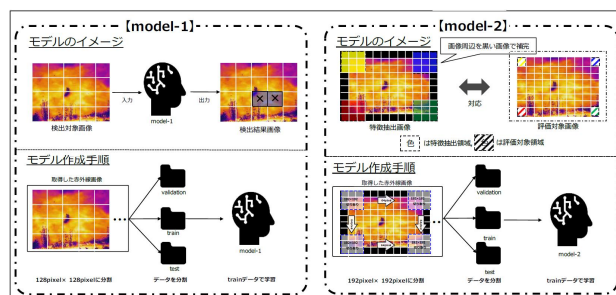 【model-1】
モデルのイメージ
入力
出力
model-1
検出対象画像
検出結果画像
モデル作成手順
取得した赤外線画像
validation
train
test
model-1
128pixel× 128pixelに分割
データを分割
trainデータで学習
【model-2】
モデルのイメージ
画像周辺を黒い画像で補完
対応
特徴抽出画像
評価対象画像
色 は特徴抽出領域,
は評価対象領域
モデル作成手順
取得した赤外線画像
validation
train
test
model-2
192pixel× 192pixelに分割
データを分割
trainデータで学習